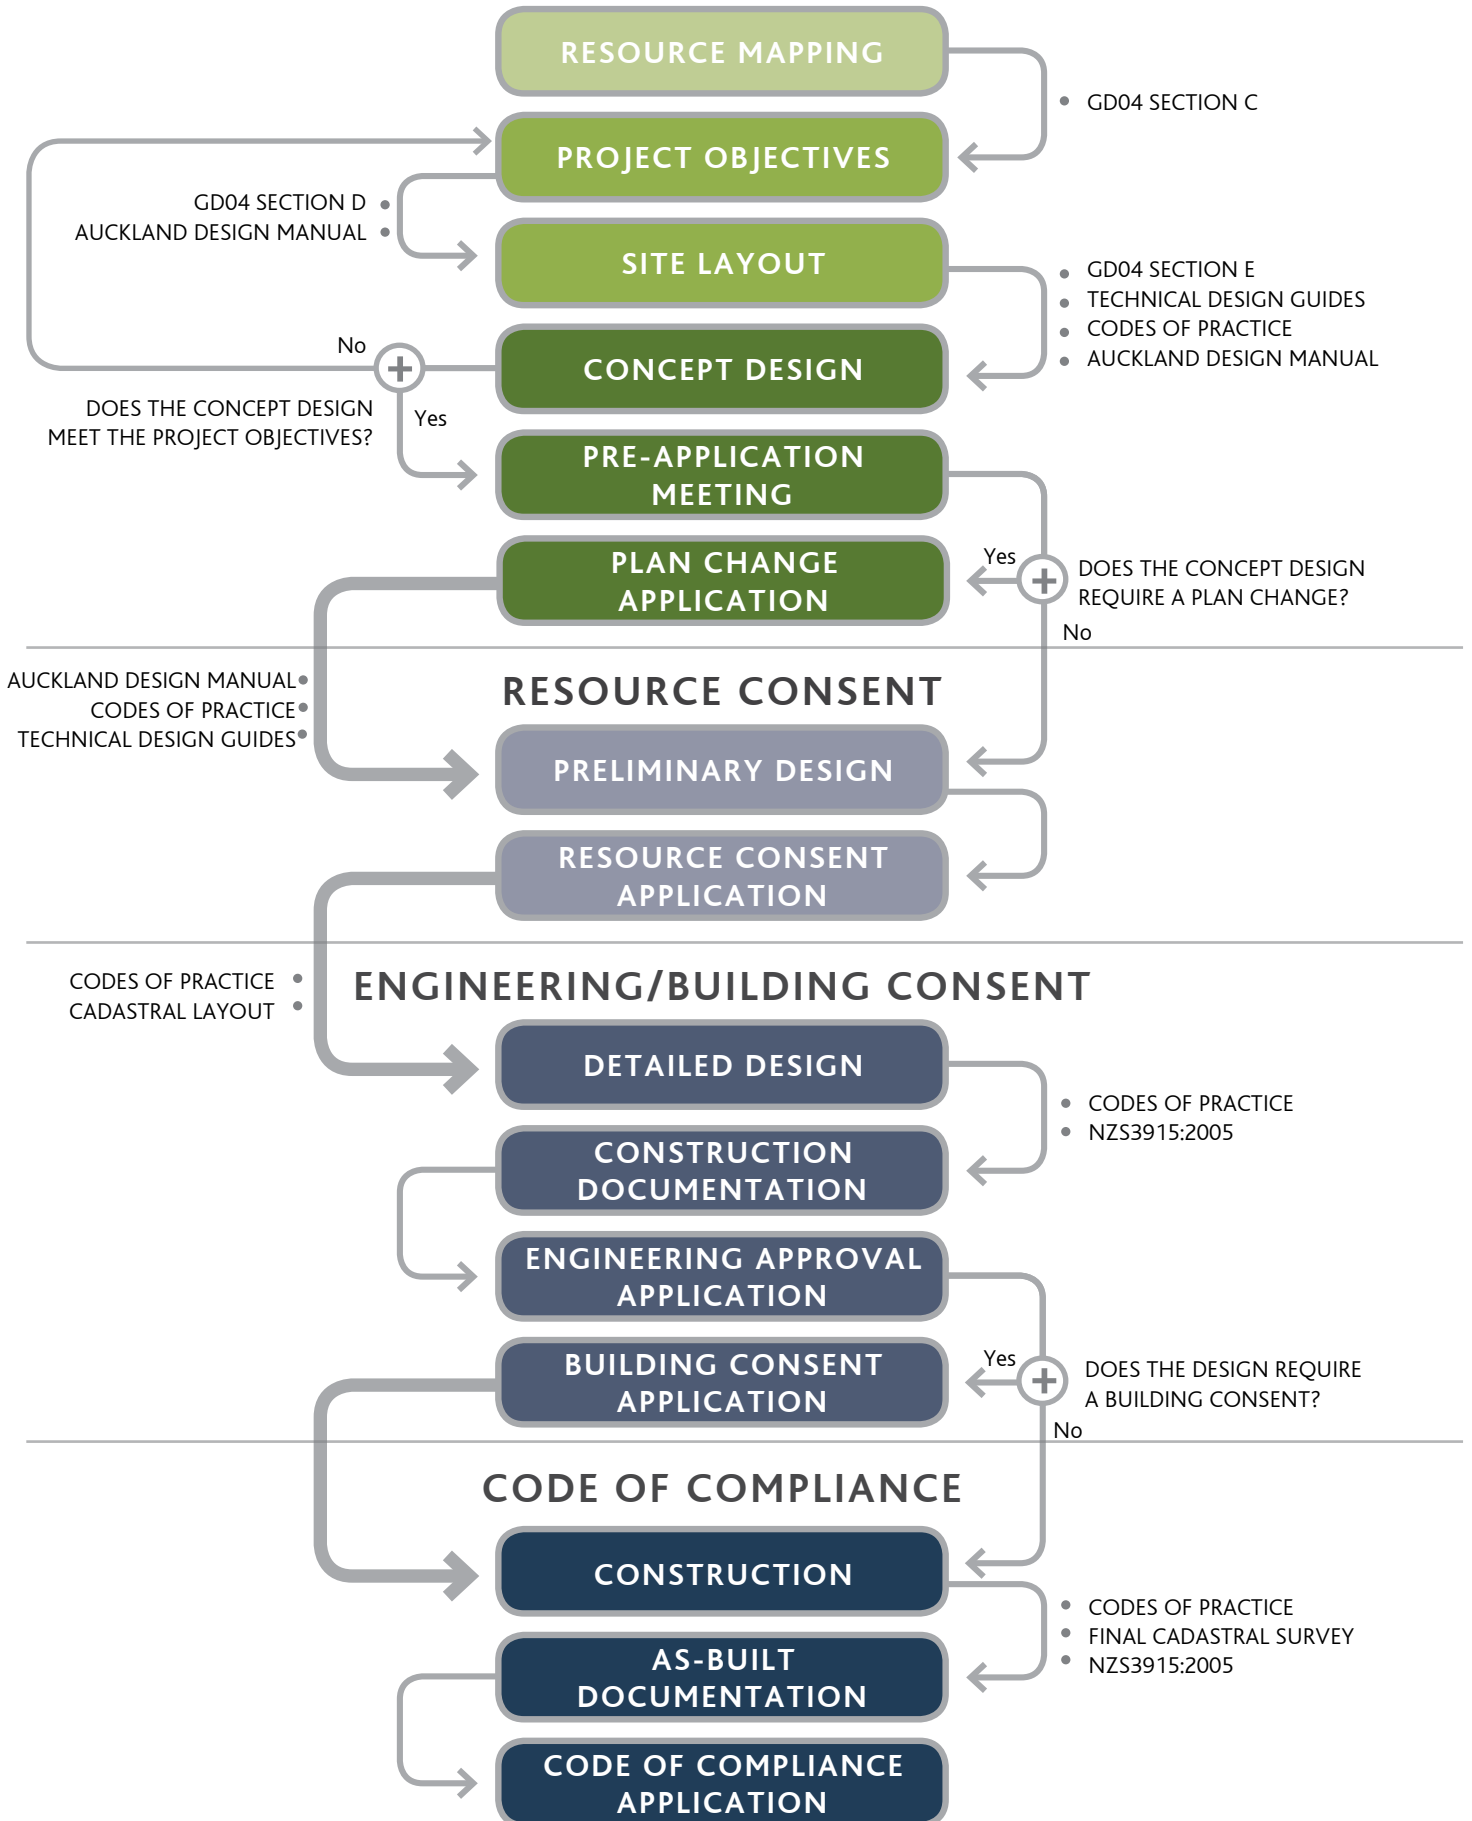 RESOURCE MAPPING
GD04 SECTION C
PROJECT OBJECTIVES
GD04 SECTION D
AUCKLAND DESIGN MANUAL
SITE LAYOUT
GD04 SECTION E
TECHNICAL DESIGN GUIDES
CODES OF PRACTICE
AUCKLAND DESIGN MANUAL
No
CONCEPT DESIGN
DOES THE CONCEPT DESIGN
MEET THE PROJECT OBJECTIVES?
Yes
PRE-APPLICATION
MEETING
Yes
DOES THE CONCEPT DESIGN
REQUIRE A PLAN CHANGE?
PLAN CHANGE
APPLICATION
No
AUCKLAND DESIGN MANUAL
CODES OF PRACTICE
TECHNICAL DESIGN GUIDES
RESOURCE CONSENT
PRELIMINARY DESIGN
RESOURCE CONSENT
APPLICATION
CODES OF PRACTICE
CADASTRAL LAYOUT
ENGINEERING/BUILDING CONSENT
DETAILED DESIGN
CODES OF PRACTICE
NZS3915:2005
CONSTRUCTION
DOCUMENTATION
ENGINEERING APPROVAL
APPLICATION
Yes
DOES THE DESIGN REQUIRE
A BUILDING CONSENT?
BUILDING CONSENT
APPLICATION
No
CODE OF COMPLIANCE
CONSTRUCTION
CODES OF PRACTICE
FINAL CADASTRAL SURVEY
NZS3915:2005
AS-BUILT
DOCUMENTATION
CODE OF COMPLIANCE
APPLICATION